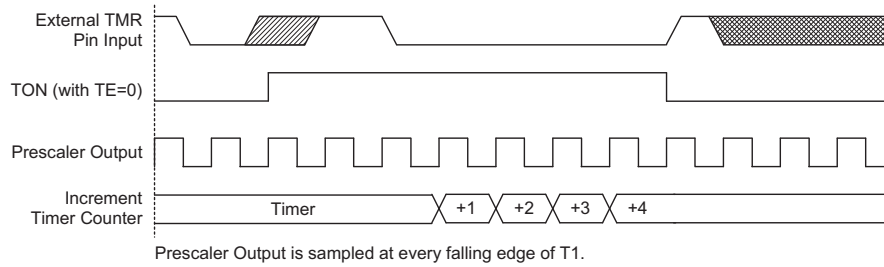 External TMR
Pin Input
TON (with TE=0)
Prescaler Output
Increment
Timer Counter
Timer
+1
+2
+3
+4
Prescaler Output is sampled at every falling edge of T1.